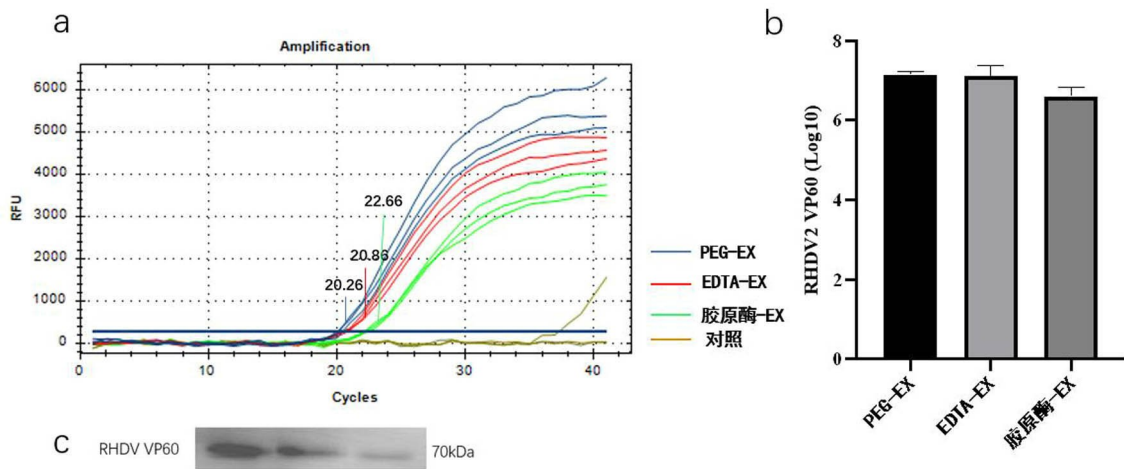 a
Amplification
RFU
6000
5000
4000
3000
2000
1000
0
22.66
20.86
20.26
0
10
20
30
40
Cycles
PEG-EX
EDTA-EX
胶原酶-EX
对照
b
RHDV2 VP60 (Log10)
8
6
4
2
0
PEG-EX
EDTA-EX
胶原酶-EX
c
RHDV VP60
70kDa